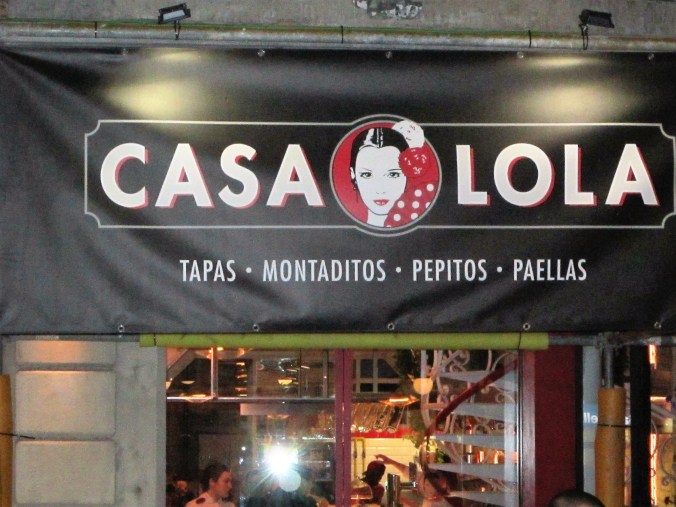 CASA LOLA
TAPAS • MONTADITOS • PEPITOS • PAELLAS